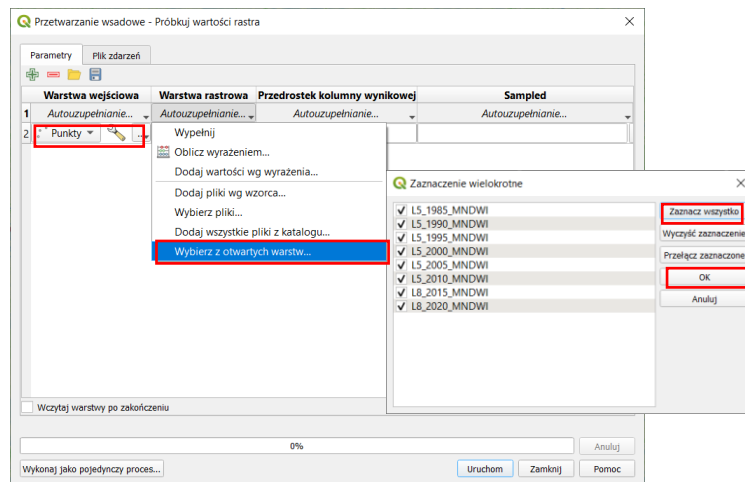 Przetwarzanie wsadowe - Próbkuj wartości rastra
Parametry Plik zdarzeń
Warstwa wejściowa Warstwa rastrowa Przedrostek kolumny wynikowej Sampled
1 Autouzupełnianie... Autouzupełnianie... Autouzupełnianie... Autouzupełnianie...
2 Punkty ...
Wypełnij
Oblicz wyrażeniem...
Dodaj wartości wg wyrażenia...
Dodaj pliki wg wzorca...
Wybierz pliki...
Dodaj wszystkie pliki z katalogu...
Wybierz z otwartych warstw...
Zaznaczenie wielokrotne
L5_1985_MNDWI
L5_1990_MNDWI
L5_1995_MNDWI
L5_2000_MNDWI
L5_2005_MNDWI
L5_2010_MNDWI
L8_2015_MNDWI
L8_2020_MNDWI
Zaznacz wszystko
Wyczyść zaznaczenie
Przełącz zaznaczone
OK
Anuluj
Wczytaj warstwy po zakończeniu
0% Anuluj
Wykonaj jako pojedynczy proces... Uruchom Zamknij Pomoc